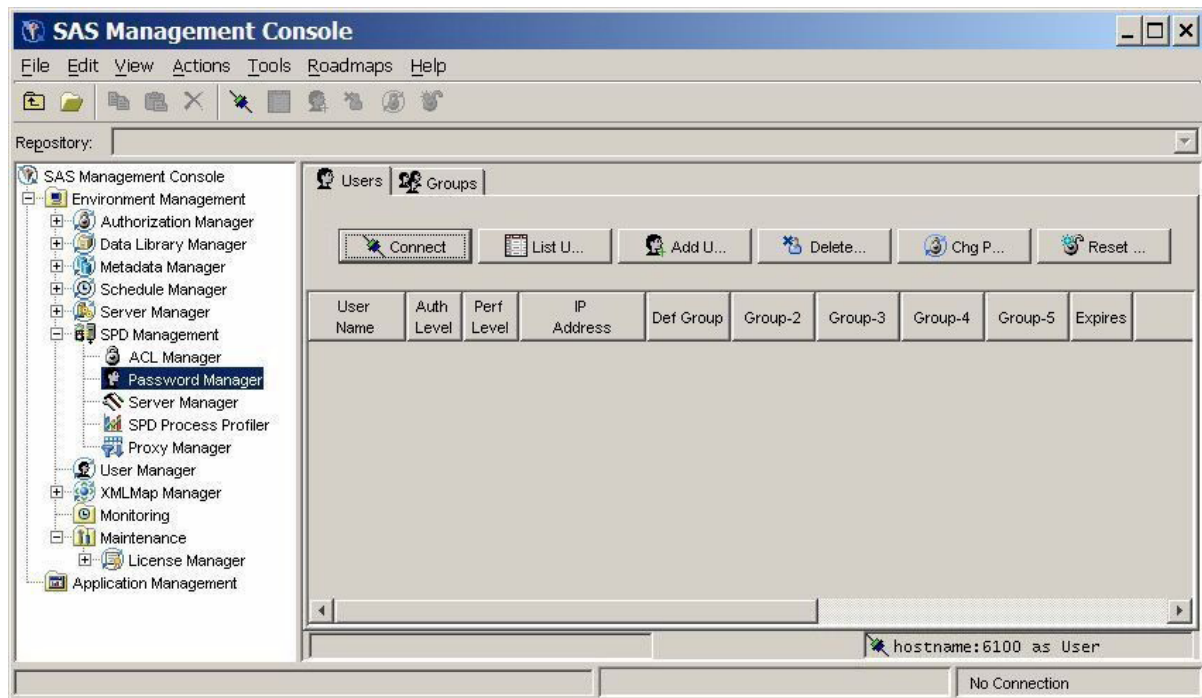 SAS Management Console
File Edit View Actions Tools Roadmaps Help
Repository:
SAS Management Console
Environment Management
Authorization Manager
Data Library Manager
Metadata Manager
Schedule Manager
Server Manager
SPD Management
ACL Manager
Password Manager
Server Manager
SPD Process Profiler
Proxy Manager
User Manager
XMLMap Manager
Monitoring
Maintenance
License Manager
Application Management
Users Groups
Connect List U... Add U... Delete... Chg P... Reset ...
User Name Auth Level Perf Level IP Address Def Group Group-2 Group-3 Group-4 Group-5 Expires
hostname:6100 as User
No Connection